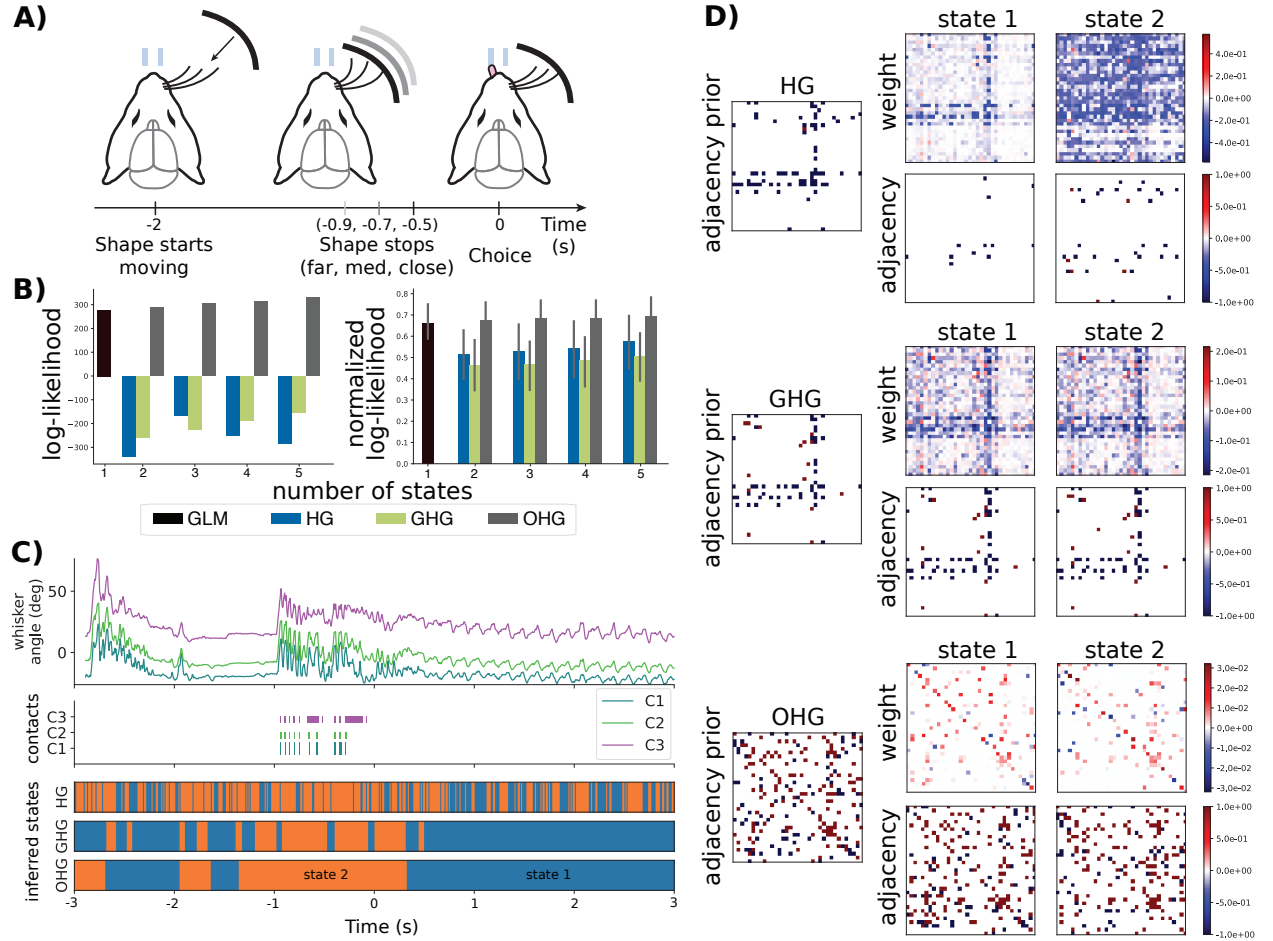 A)
-2
(-0.9, -0.7, -0.5)
0
Time
(s)
Shape starts
moving
Shape stops
(far, med, close)
Choice
B)
log-likelihood
300
200
100
0
−100
−200
−300
1
2
3
4
5
normalized
log-likelihood
0.8
0.7
0.6
0.5
0.4
0.3
0.2
0.1
0.0
1
2
3
4
5
number of states
GLM
HG
GHG
OHG
C)
whisker
angle (deg)
50
0
contacts
C3
C2
C1
C1
C2
C3
inferred states
HG
GHG
OHG
state 2
state 1
-3
-2
-1
0
1
2
3
Time (s)
D)
HG
adjacency prior
state 1
state 2
weight
4.0e-01
2.0e-01
0.0e+00
−2.0e-01
−4.0e-01
adjacency
1.0e+00
5.0e-01
0.0e+00
−5.0e-01
−1.0e+00
GHG
adjacency prior
state 1
state 2
weight
2.0e-01
1.0e-01
0.0e+00
−1.0e-01
−2.0e-01
adjacency
1.0e+00
5.0e-01
0.0e+00
−5.0e-01
−1.0e+00
OHG
adjacency prior
state 1
state 2
weight
3.0e-02
2.0e-02
1.0e-02
0.0e+00
−1.0e-02
−2.0e-02
−3.0e-02
adjacency
1.0e+00
5.0e-01
0.0e+00
−5.0e-01
−1.0e+00